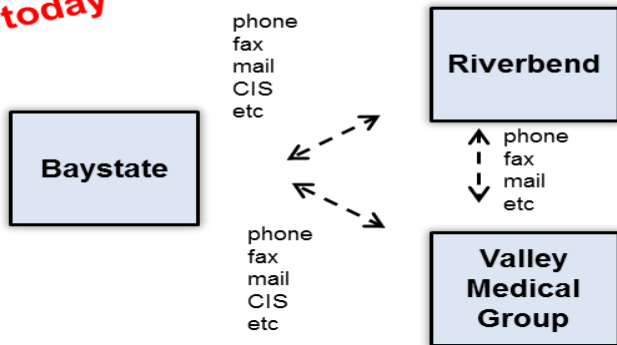 today
phone
fax
mail
CIS
etc
Riverbend
Baystate
phone
fax
mail
etc
phone
fax
mail
CIS
etc
Valley
Medical
Group